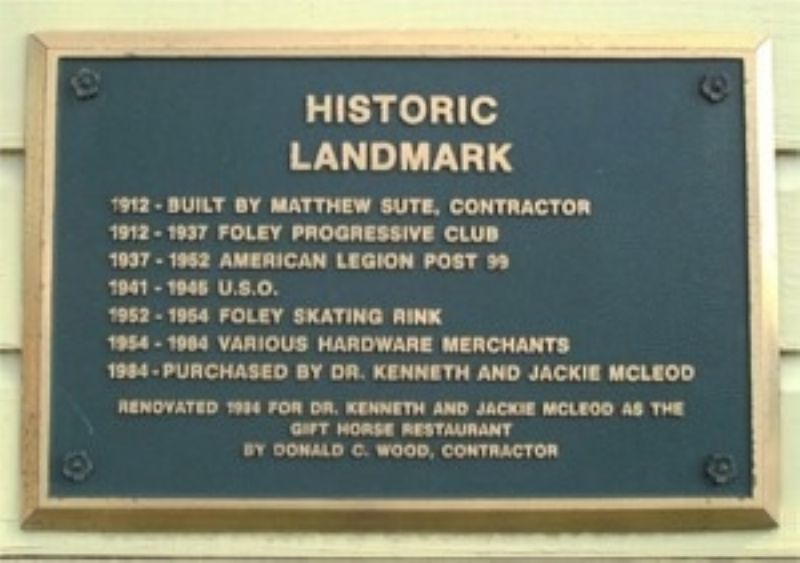 HISTORIC
LANDMARK
1912 - BUILT BY MATTHEW SUTE, CONTRACTOR
1912 - 1937 FOLEY PROGRESSIVE CLUB
1937 - 1952 AMERICAN LEGION POST 99
1941 - 1945 U.S.O.
1952 - 1954 FOLEY SKATING RINK
1954 - 1984 VARIOUS HARDWARE MERCHANTS
1984 - PURCHASED BY DR. KENNETH AND JACKIE MCLEOD
RENOVATED 1984 FOR DR. KENNETH AND JACKIE MCLEOD AS THE
GIFT HORSE RESTAURANT
BY DONALD C. WOOD, CONTRACTOR